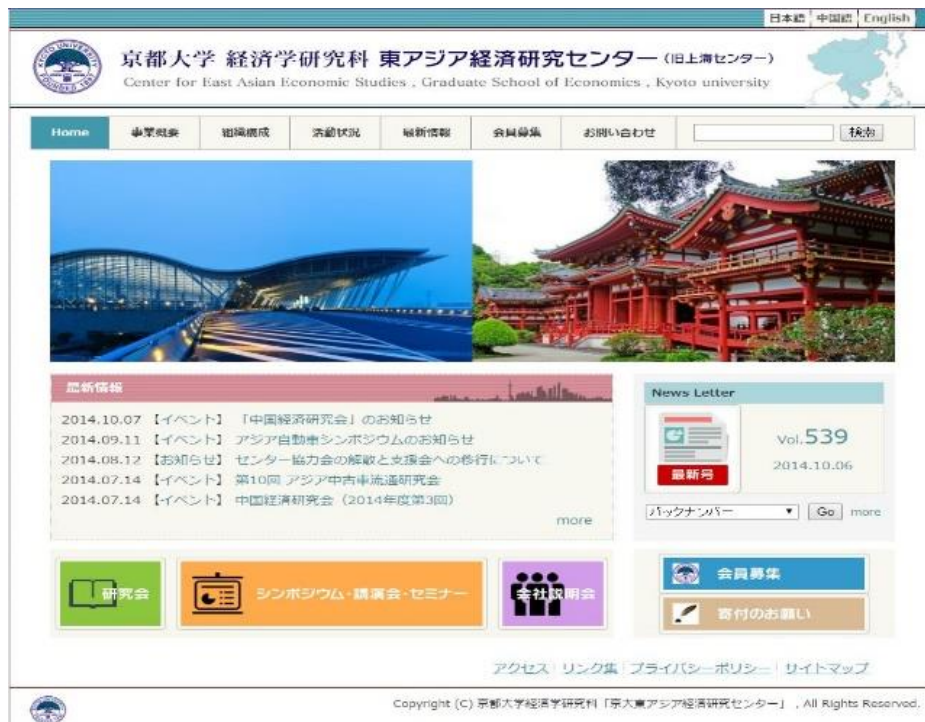 日本語 中国語 English
京都大学 経済学研究科 東アジア経済研究センター (旧上海センター)
Center for East Asian Economic Studies , Graduate School of Economics , Kyoto university
Home 事業概要 組織構成 活動状況 最新情報 会員募集 お問い合わせ 検索
最新情報
2014.10.07 【イベント】 「中国経済研究会」のお知らせ
2014.09.11 【イベント】 アジア自動車シンポジウムのお知らせ
2014.08.12 【お知らせ】 センター協力会の解散と支援会への移行について
2014.07.14 【イベント】 第10回 アジア中古車流通研究会
2014.07.14 【イベント】 中国経済研究会（2014年度第3回）
more
News Letter
最新号
Vol.539
2014.10.06
バックナンバー Go more
研究会
シンポジウム・講演会・セミナー
会社説明会
会員募集
寄付のお願い
アクセス リンク集 プライバシーポリシー サイトマップ
Copyright (C) 京都大学経済学研究科「京大東アジア経済研究センター」 , All Rights Reserved.